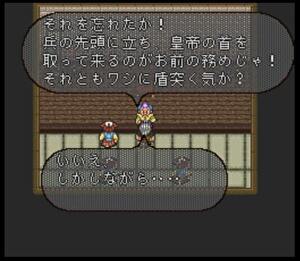 それを忘れたか！
兵の先頭に立ち　皇帝の首を
取って来るのがお前の務めじゃ！
それともワシに盾突く気か？
いいえ
しかしながら‥‥